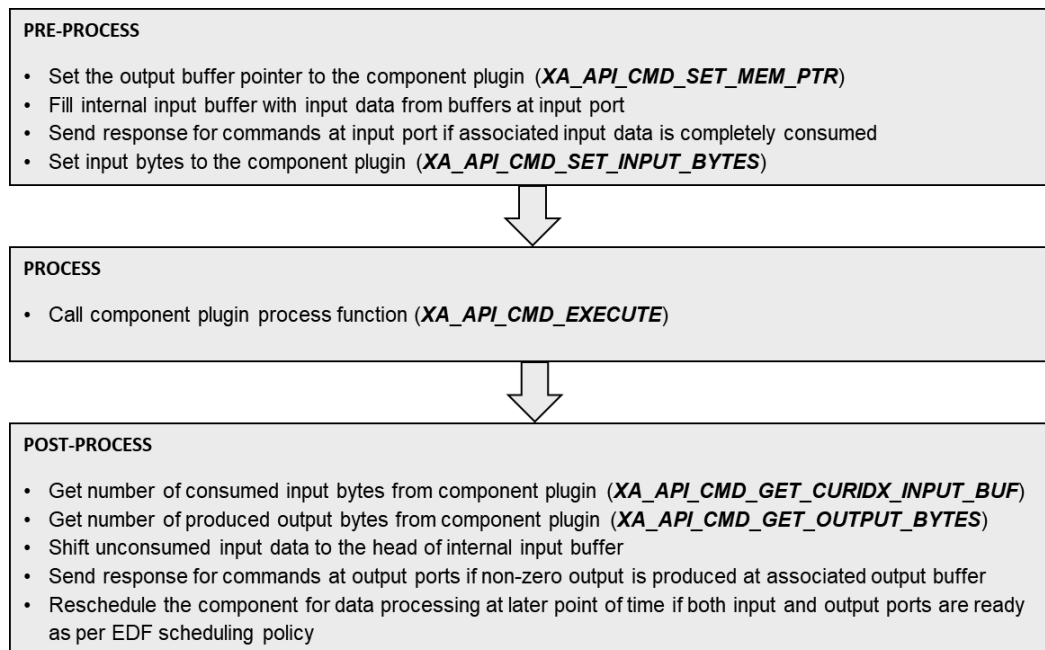 PRE-PROCESS
• Set the output buffer pointer to the component plugin (XA_API_CMD_SET_MEM_PTR)
• Fill internal input buffer with input data from buffers at input port
• Send response for commands at input port if associated input data is completely consumed
• Set input bytes to the component plugin (XA_API_CMD_SET_INPUT_BYTES)
PROCESS
• Call component plugin process function (XA_API_CMD_EXECUTE)
POST-PROCESS
• Get number of consumed input bytes from component plugin (XA_API_CMD_GET_CURIDX_INPUT_BUF)
• Get number of produced output bytes from component plugin (XA_API_CMD_GET_OUTPUT_BYTES)
• Shift unconsumed input data to the head of internal input buffer
• Send response for commands at output ports if non-zero output is produced at associated output buffer
• Reschedule the component for data processing at later point of time if both input and output ports are ready
as per EDF scheduling policy